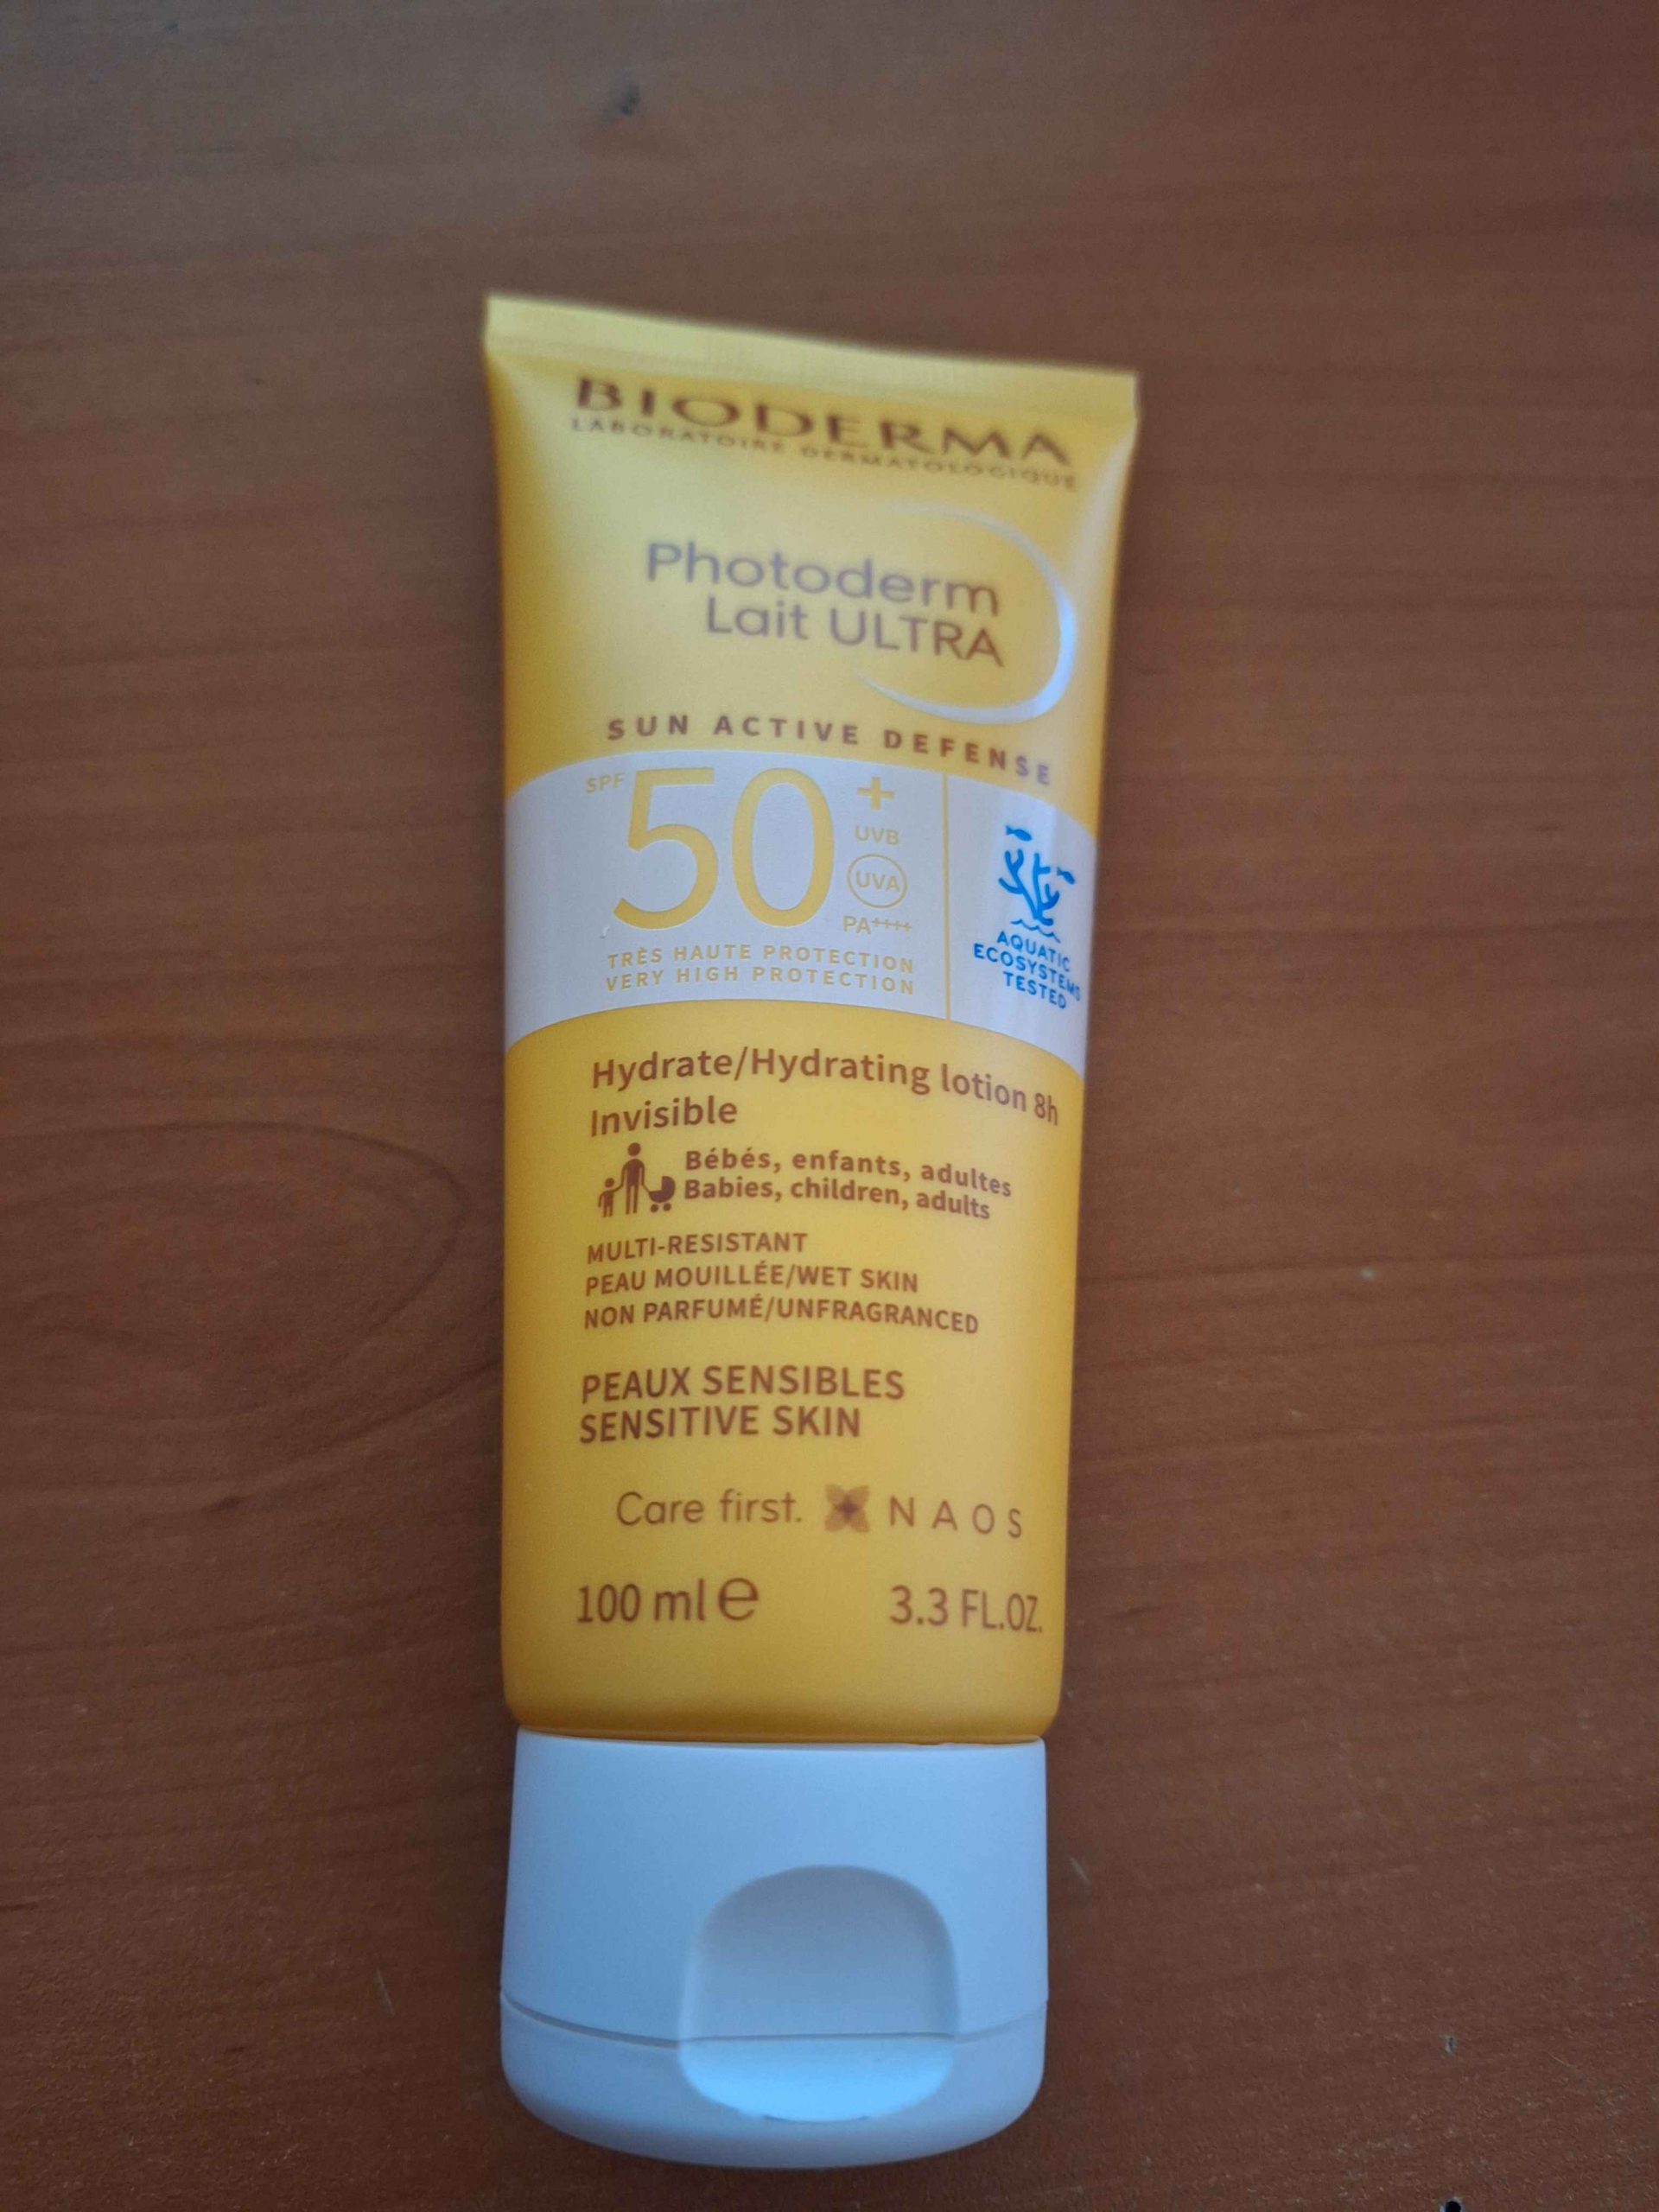 BIODERMA
LABORATOIRE DERMATOLOGIQUE
Photoderm
Lait ULTRA
SUN ACTIVE DEFENSE
SPF 50+
UVB
UVA
PA++++
TRÈS HAUTE PROTECTION
VERY HIGH PROTECTION
AQUATIC
ECOSYSTEMS
TESTED
Hydrate/Hydrating lotion 8h
Invisible
Bébés, enfants, adultes
Babies, children, adults
MULTI-RESISTANT
PEAU MOUILLÉE/WET SKIN
NON PARFUMÉ/UNFRAGRANCED
PEAUX SENSIBLES
SENSITIVE SKIN
Care first. NAOS
100 ml e 3.3 FL.OZ.